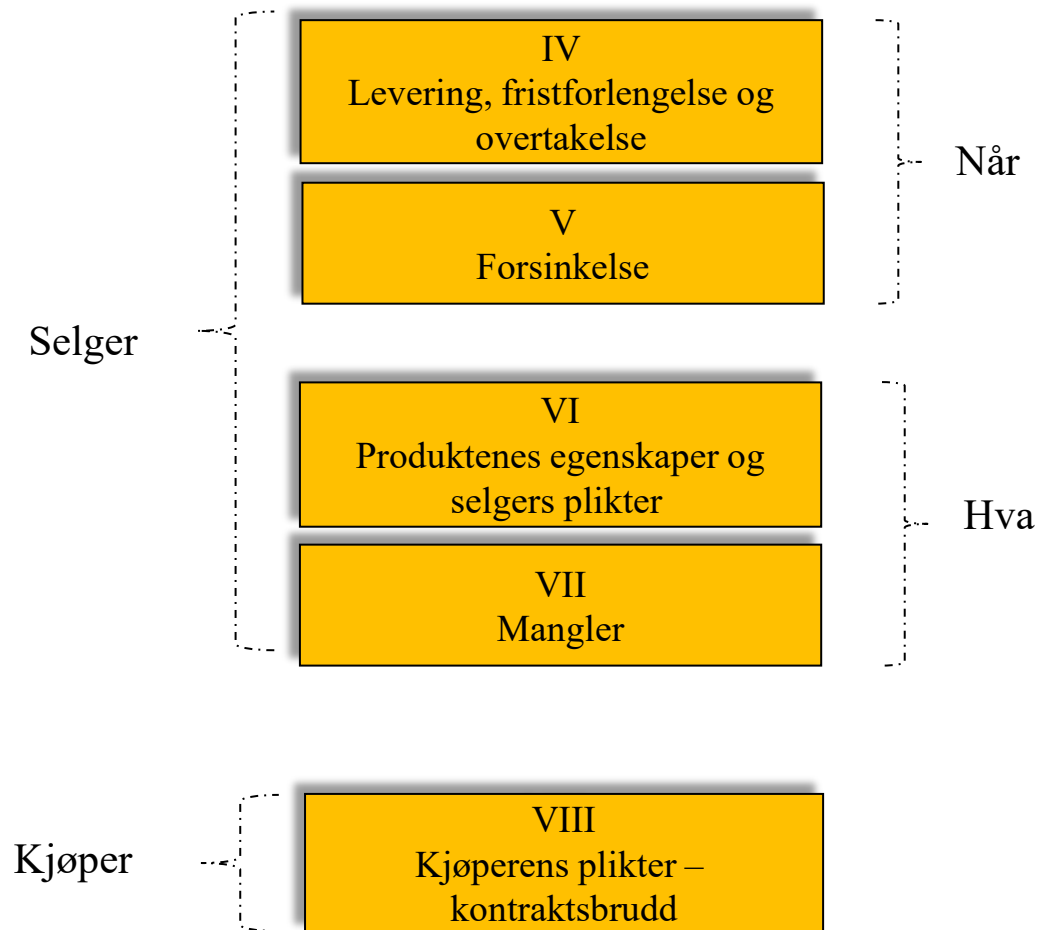 IV
Levering, fristforlengelse og
overtakelse
Når
V
Forsinkelse
Selger
VI
Produktenes egenskaper og
selgers plikter
Hva
VII
Mangler
VIII
Kjøper
Kjøperens plikter –
kontraktsbrudd